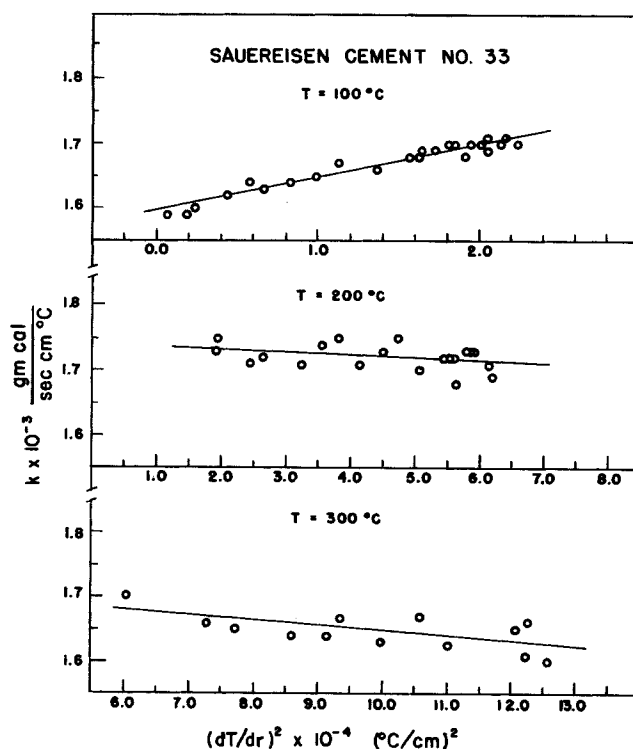 SAUEREISEN CEMENT NO. 33
T = 100 °C
1.8
1.7
1.6
0.0 1.0 2.0
T = 200 °C
1.8
1.7
1.6
1.0 2.0 3.0 4.0 5.0 6.0 7.0 8.0
k x 10⁻³ gm cal / sec cm °C
T = 300 °C
1.8
1.7
1.6
6.0 7.0 8.0 9.0 10.0 11.0 12.0 13.0
(dT/dr)² x 10⁻⁴ (°C/cm)²